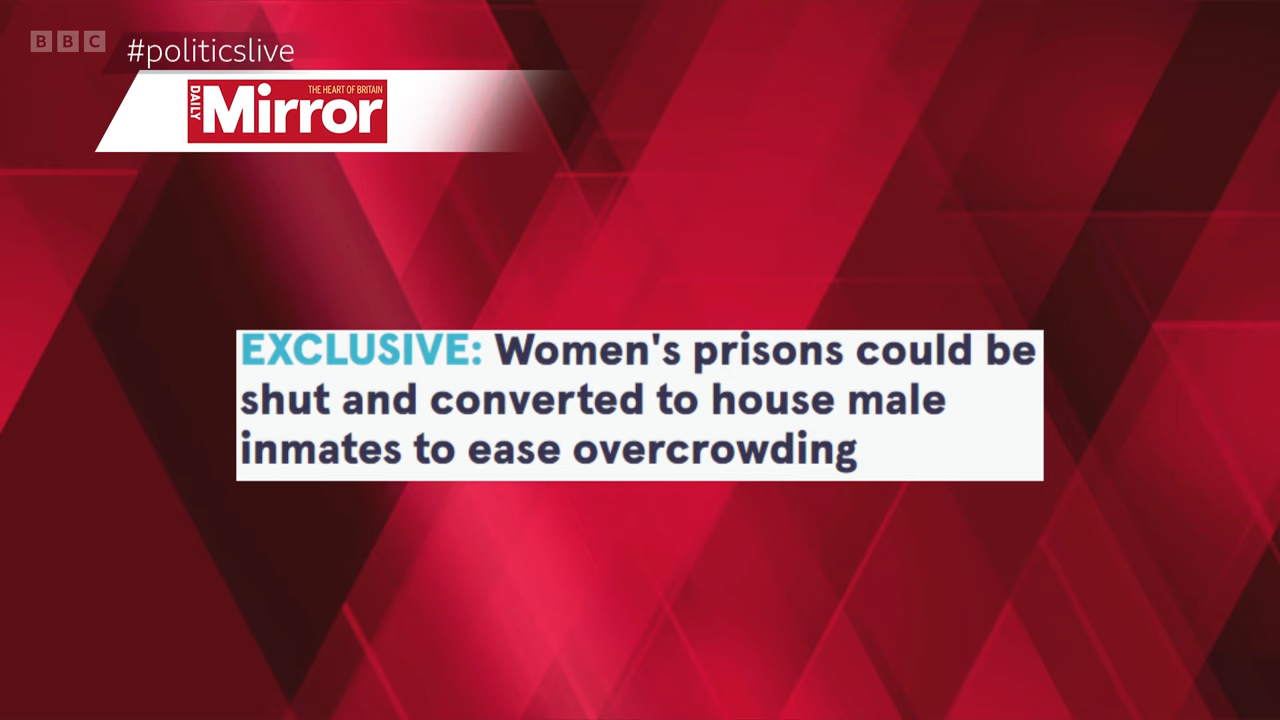 BBC
#politicslive
DAILY
THE HEART OF BRITAIN
Mirror
EXCLUSIVE: Women's prisons could be
shut and converted to house male
inmates to ease overcrowding